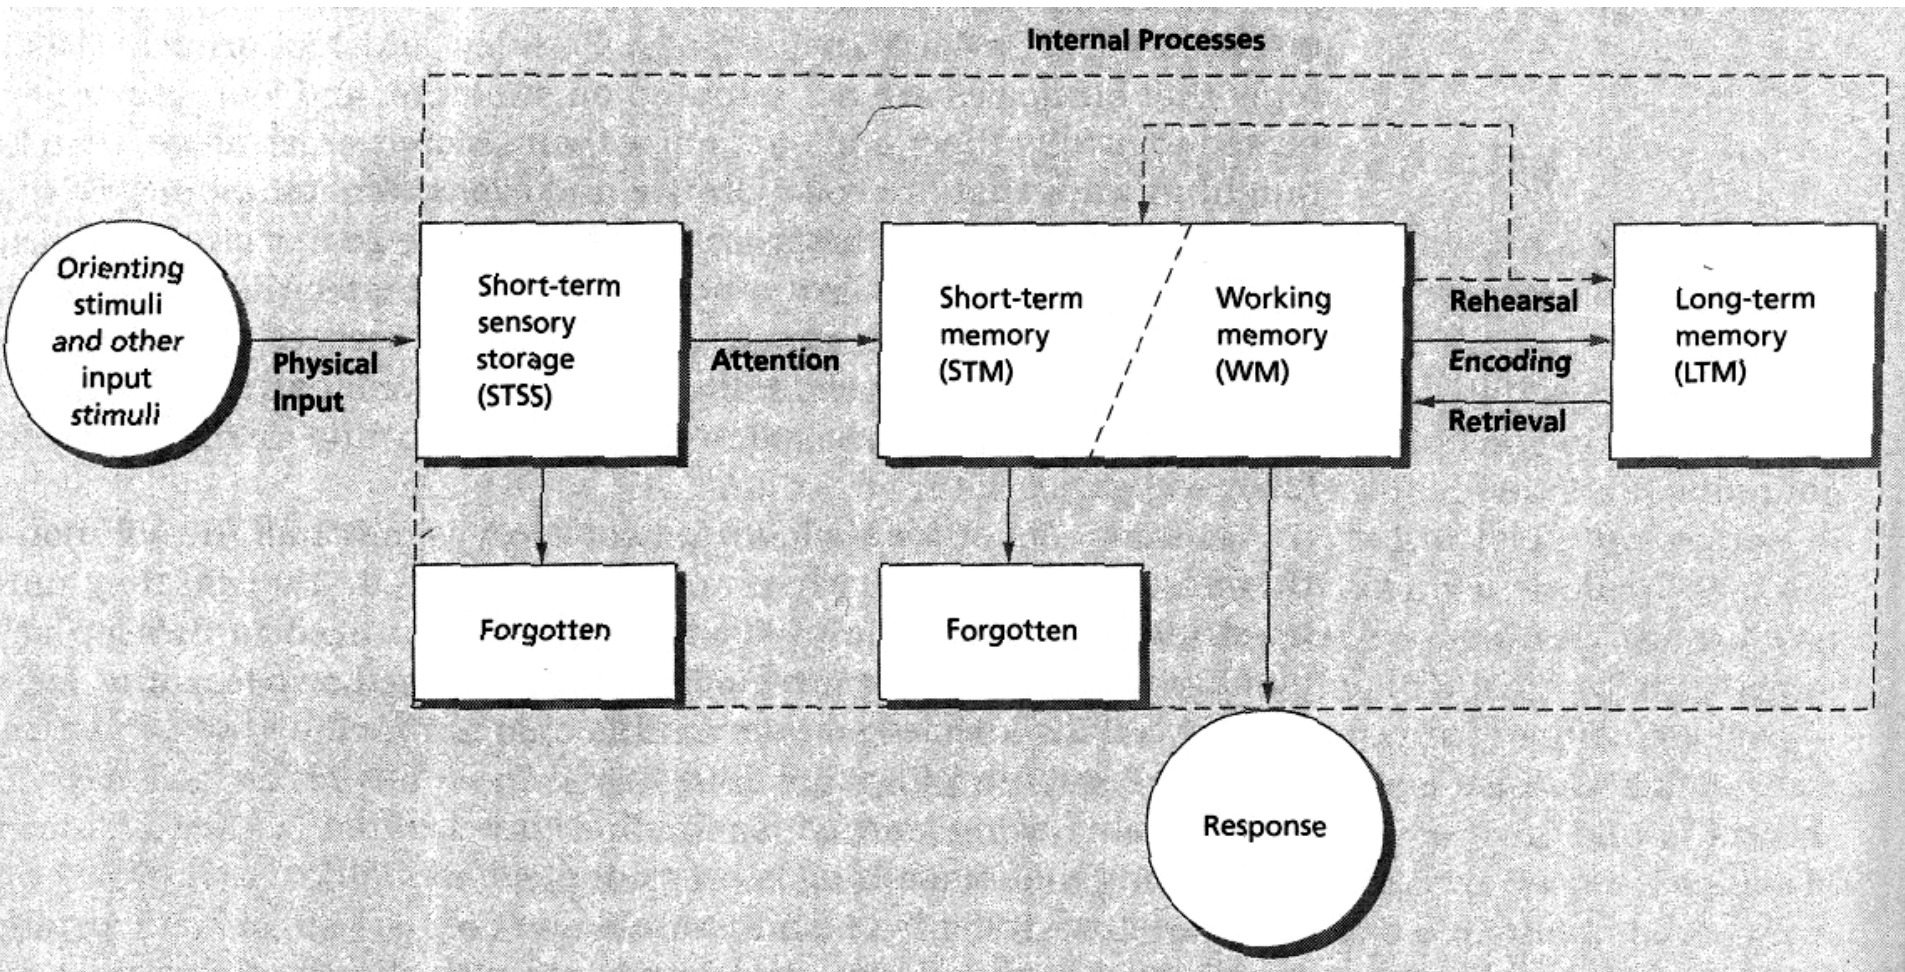 Internal Processes
Orienting
stimuli
and other
input
stimuli
Physical
Input
Short-term
sensory
storage
(STSS)
Attention
Short-term
memory
(STM)
Working
memory
(WM)
Rehearsal
Encoding
Retrieval
Long-term
memory
(LTM)
Forgotten
Forgotten
Response